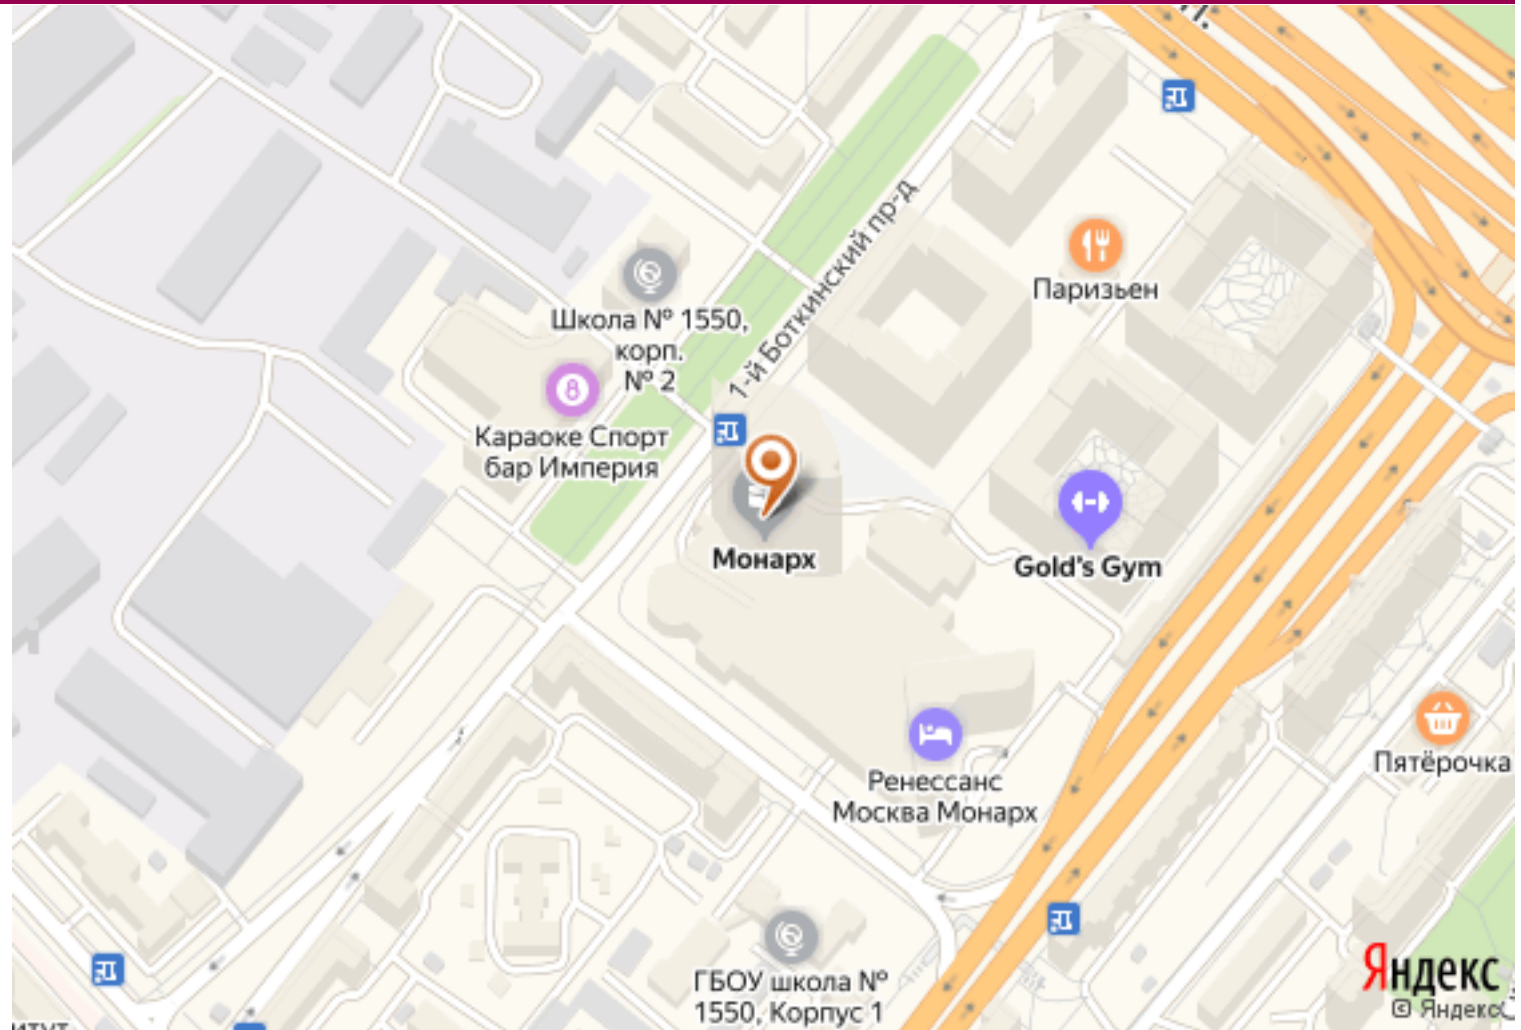 Паризьен
1-й Боткинский пр-д
Школа № 1550,
корп.
№ 2
8
Караоке Спорт
бар Империя
Монарх
Gold's Gym
Ренессанс
Москва Монарх
Пятёрочка
ГБОУ школа №
1550, Корпус 1
Яндекс
© Яндекс